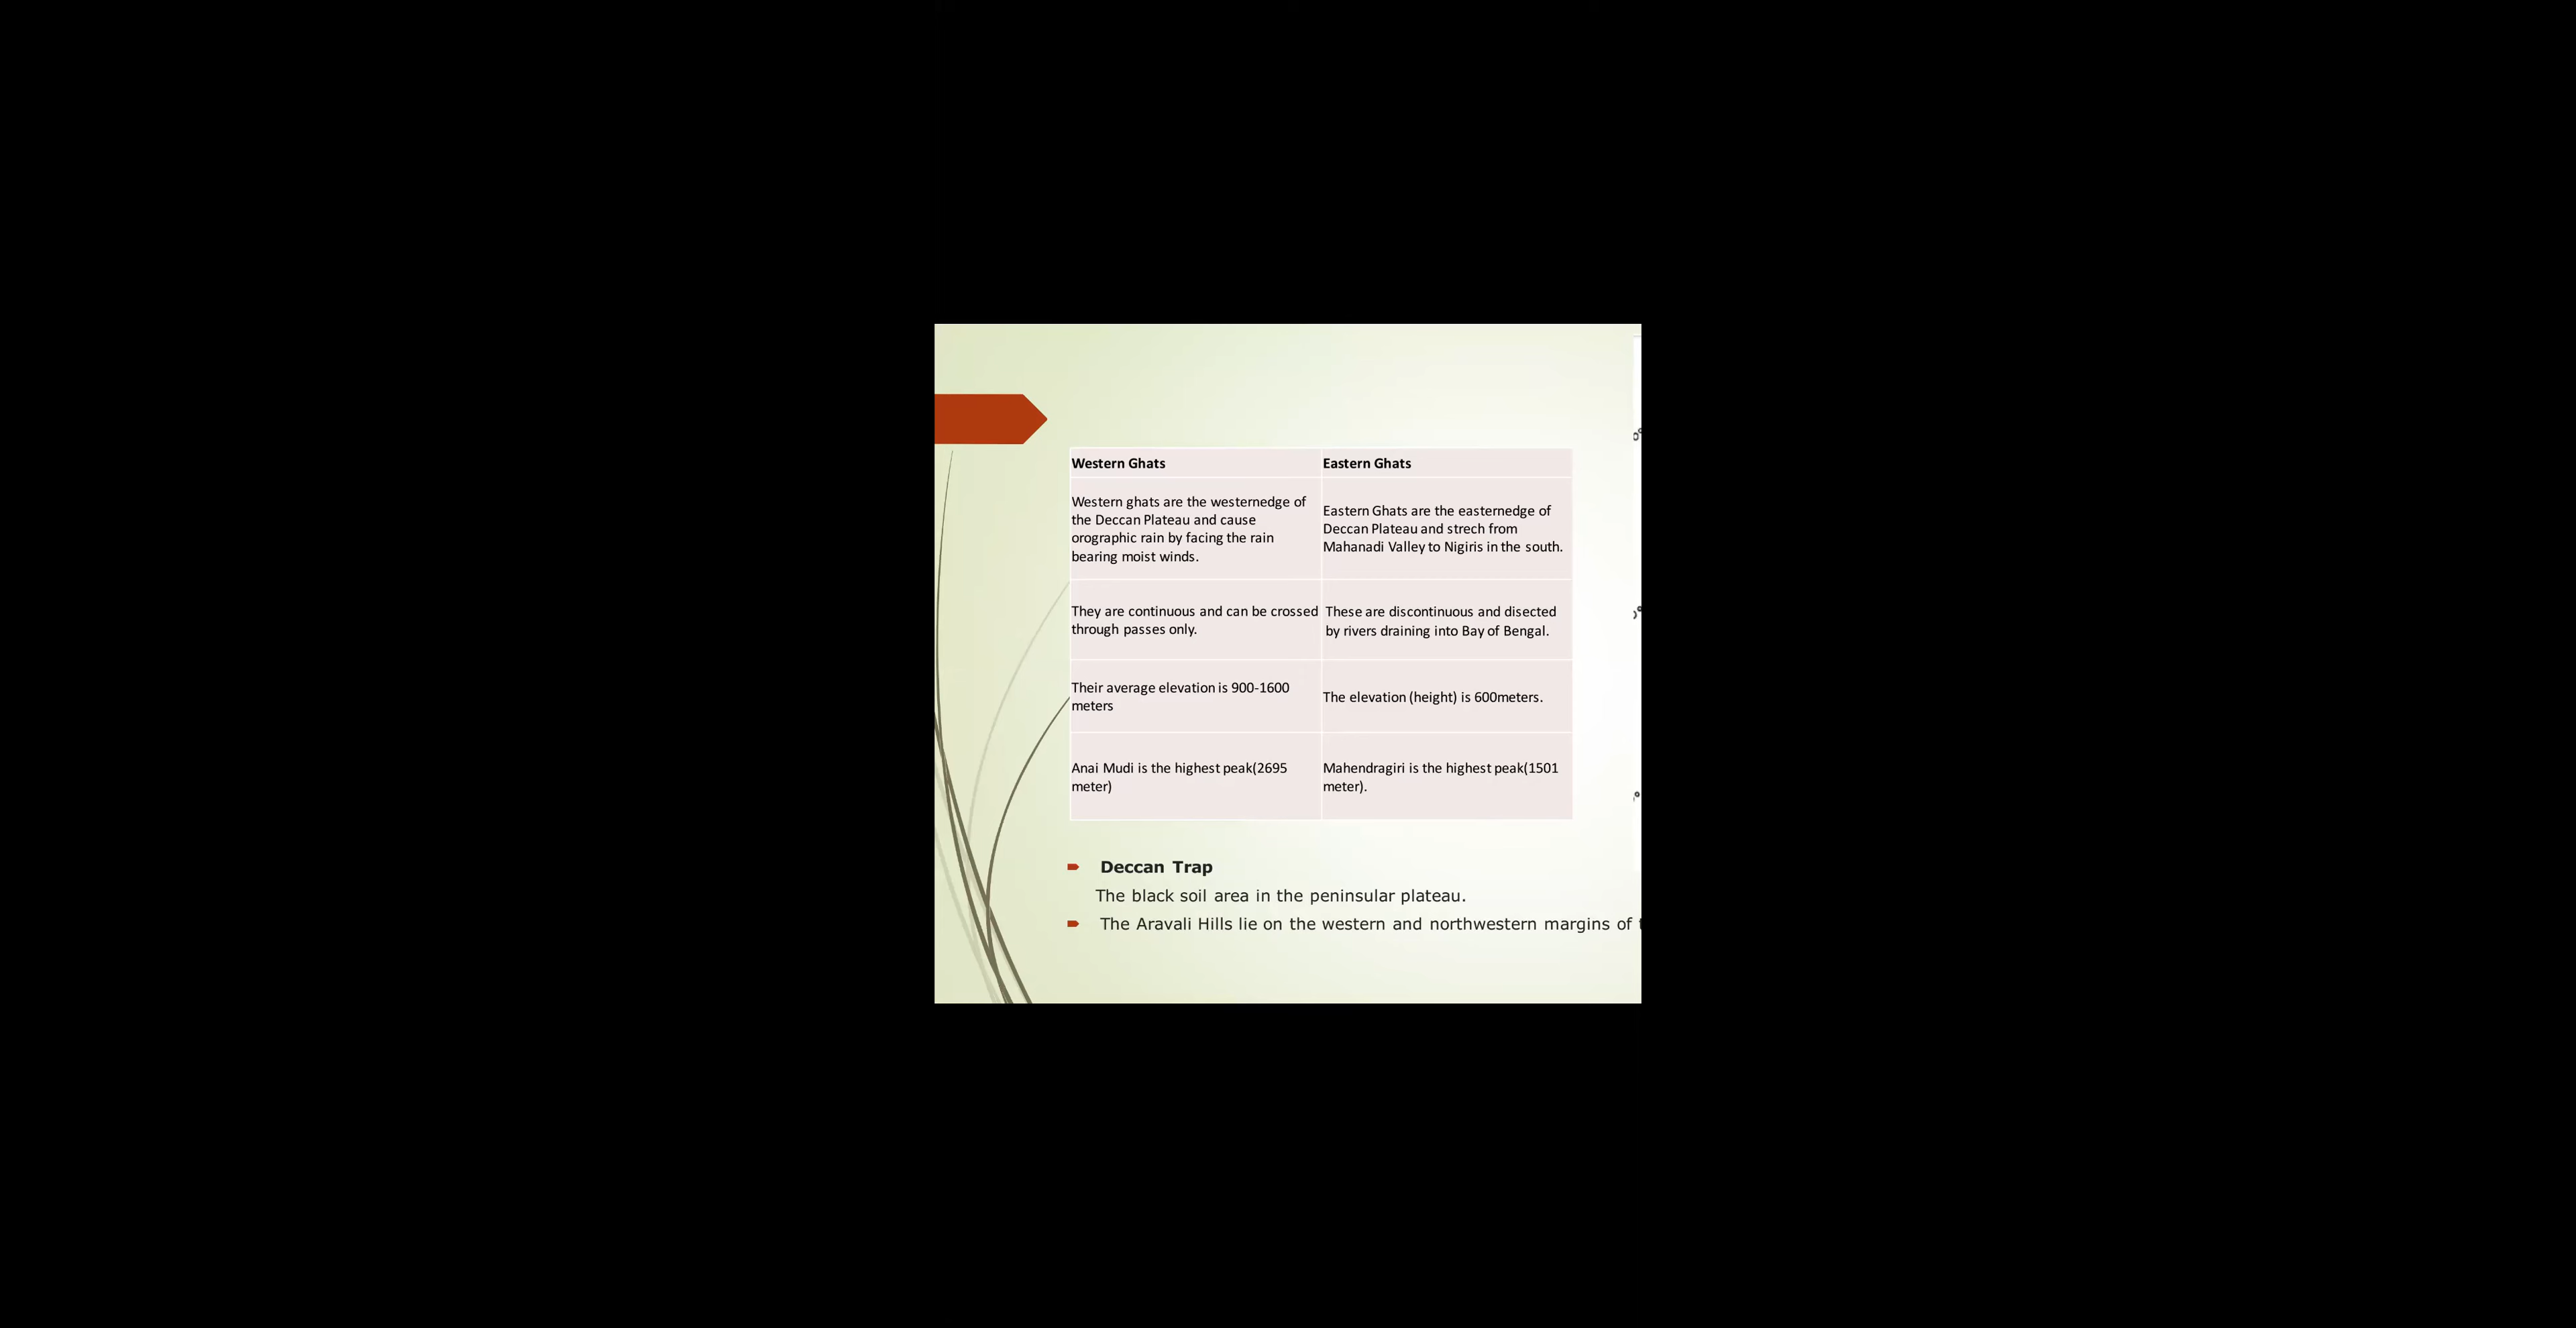 Western Ghats
Eastern Ghats
Western ghats are the westernedge of
the Deccan Plateau and cause
orographic rain by facing the rain
bearing moist winds.
Eastern Ghats are the easternedge of
Deccan Plateau and strech from
Mahanadi Valley to Nigiris in the south.
They are continuous and can be crossed
through passes only.
These are discontinuous and disected
by rivers draining into Bay of Bengal.
Their average elevation is 900-1600
meters
The elevation (height) is 600meters.
Anai Mudi is the highest peak(2695
meter)
Mahendragiri is the highest peak(1501
meter).
Deccan Trap
The black soil area in the peninsular plateau.
The Aravali Hills lie on the western and northwestern margins of